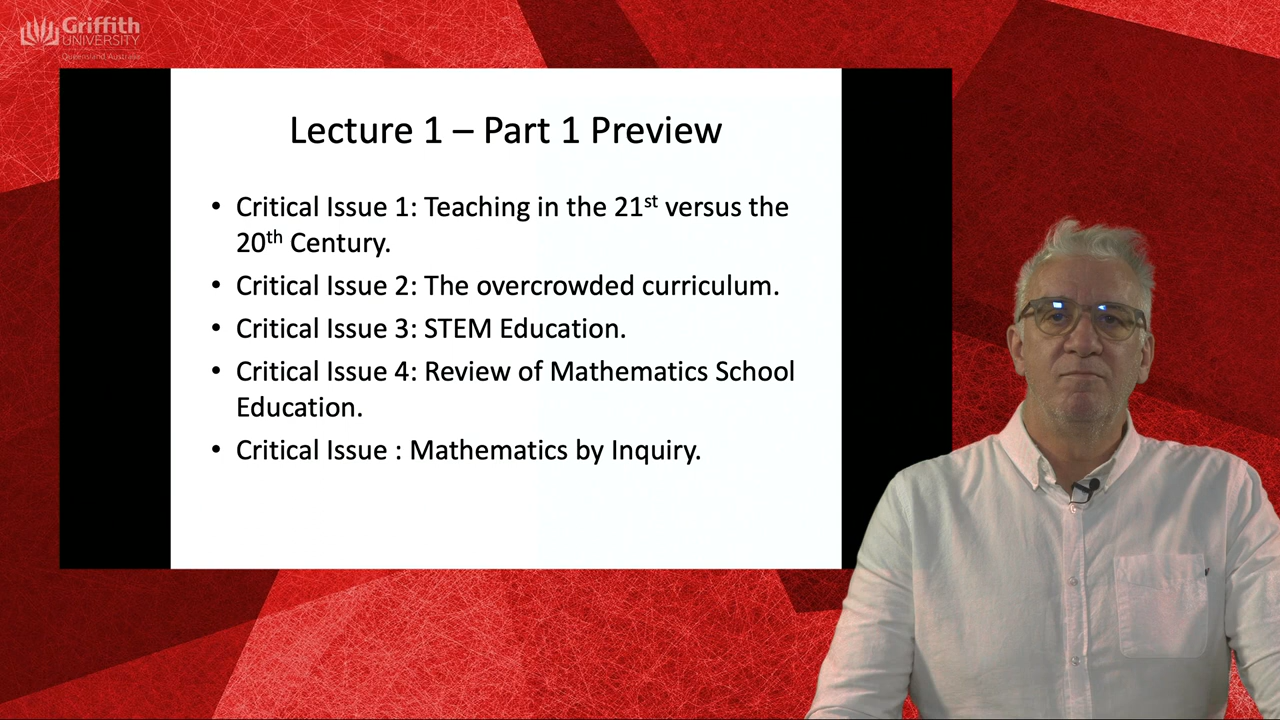 Griffith
UNIVERSITY
Queensland Australia
Lecture 1 – Part 1 Preview
• Critical Issue 1: Teaching in the 21st versus the
20th Century.
• Critical Issue 2: The overcrowded curriculum.
• Critical Issue 3: STEM Education.
• Critical Issue 4: Review of Mathematics School
Education.
• Critical Issue : Mathematics by Inquiry.